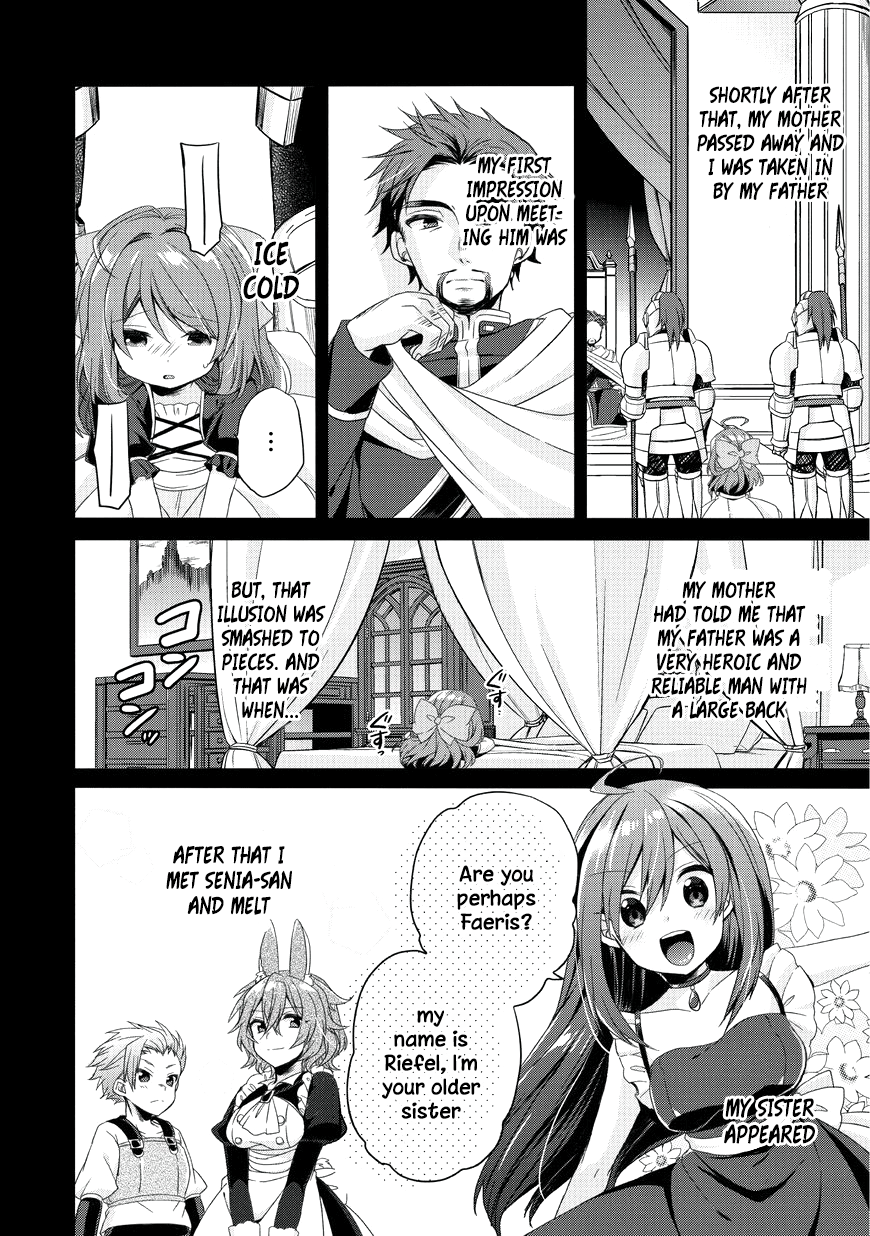 SHORTLY AFTER
THAT, MY MOTHER
PASSED AWAY AND
I WAS TAKEN IN
BY MY FATHER
MY FIRST
IMPRESSION
UPON MEET-
ING HIM WAS
ICE
COLD
...
MY MOTHER
HAD TOLD ME THAT
MY FATHER WAS A
VERY HEROIC AND
RELIABLE MAN WITH
A LARGE BACK
ぐすっ
ぐすっ
BUT, THAT
ILLUSION WAS
SMASHED TO
PIECES. AND
THAT WAS
WHEN...
コン
コンッ
Are you
perhaps
Faeris?
my
name is
Riefel, I'm
your older
sister
MY SISTER
APPEARED
AFTER THAT I
MET SENIA-SAN
AND MELT